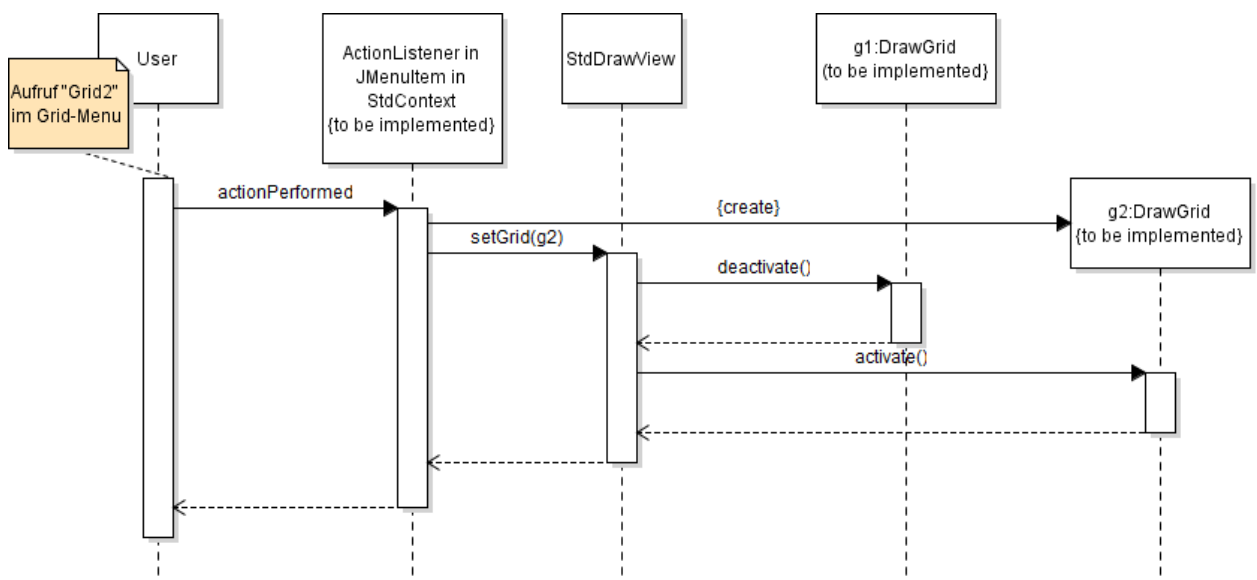 User
Aufruf "Grid2"
im Grid-Menu
ActionListener in
JMenuItem in
StdContext
{to be implemented}
StdDrawView
g1:DrawGrid
(to be implemented}
g2:DrawGrid
{to be implemented}
actionPerformed
{create}
setGrid(g2)
deactivate()
activate()